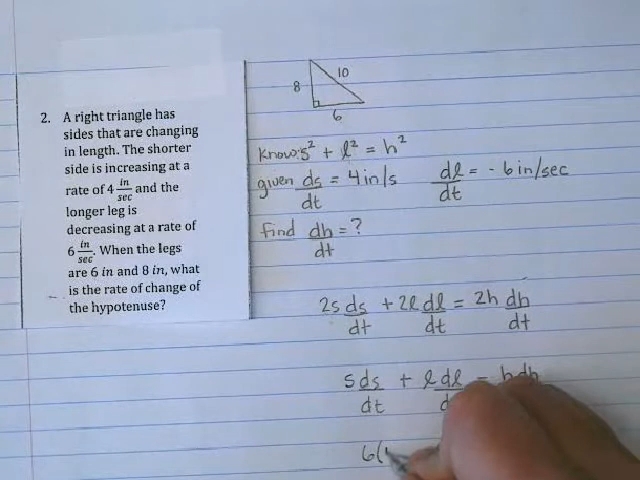 2. A right triangle has
sides that are changing
in length. The shorter
side is increasing at a
rate of 4 in/sec and the
longer leg is
decreasing at a rate of
6 in/sec. When the legs
are 6 in and 8 in, what
is the rate of change of
the hypotenuse?
8 10
6
know: s² + l² = h²
given ds/dt = 4 in/s dl/dt = - 6 in/sec
find dh/dt = ?
2s ds/dt + 2l dl/dt = 2h dh/dt
s ds/dt + l dl/d = h dh
6(